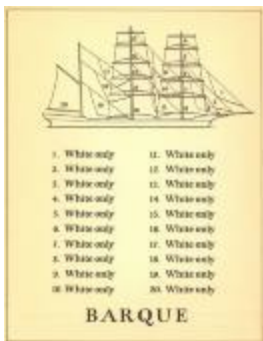 1. White only
2. White only
3. White only
4. White only
5. White only
6. White only
7. White only
8. White only
9. White only
10. White only
11. White only
12. White only
13. White only
14. White only
15. White only
16. White only
17. White only
18. White only
19. White only
20. White only
BARQUE